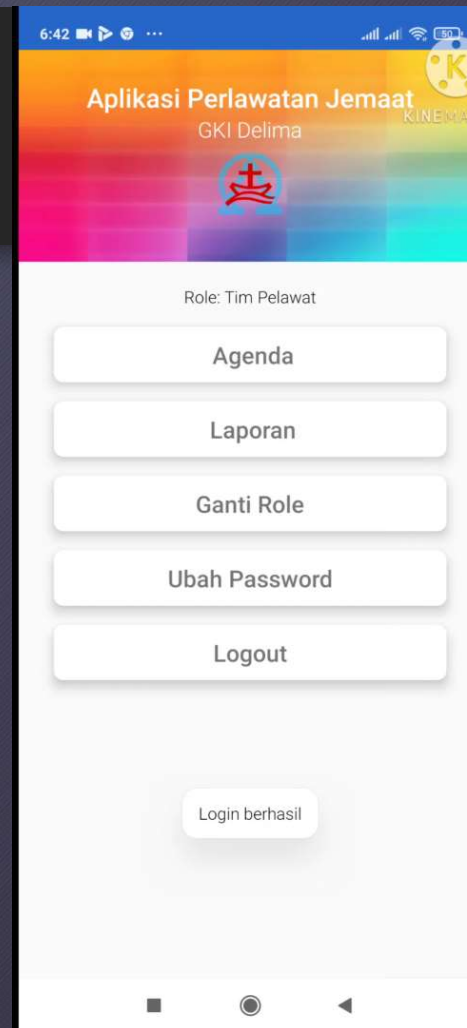 6:42
50
Aplikasi Perlawatan Jemaat
GKI Delima
Role: Tim Pelawat
Agenda
Laporan
Ganti Role
Ubah Password
Logout
Login berhasil